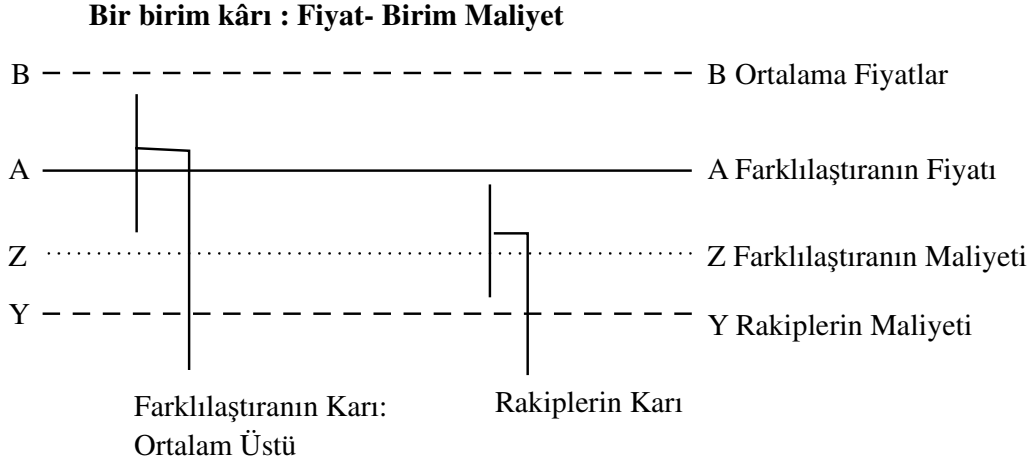 Bir birim kârı : Fiyat- Birim Maliyet
B B Ortalama Fiyatlar
A A Farklılaştıranın Fiyatı
Z Z Farklılaştıranın Maliyeti
Y Y Rakiplerin Maliyeti
Farklılaştıranın Karı: Rakiplerin Karı
Ortalam Üstü